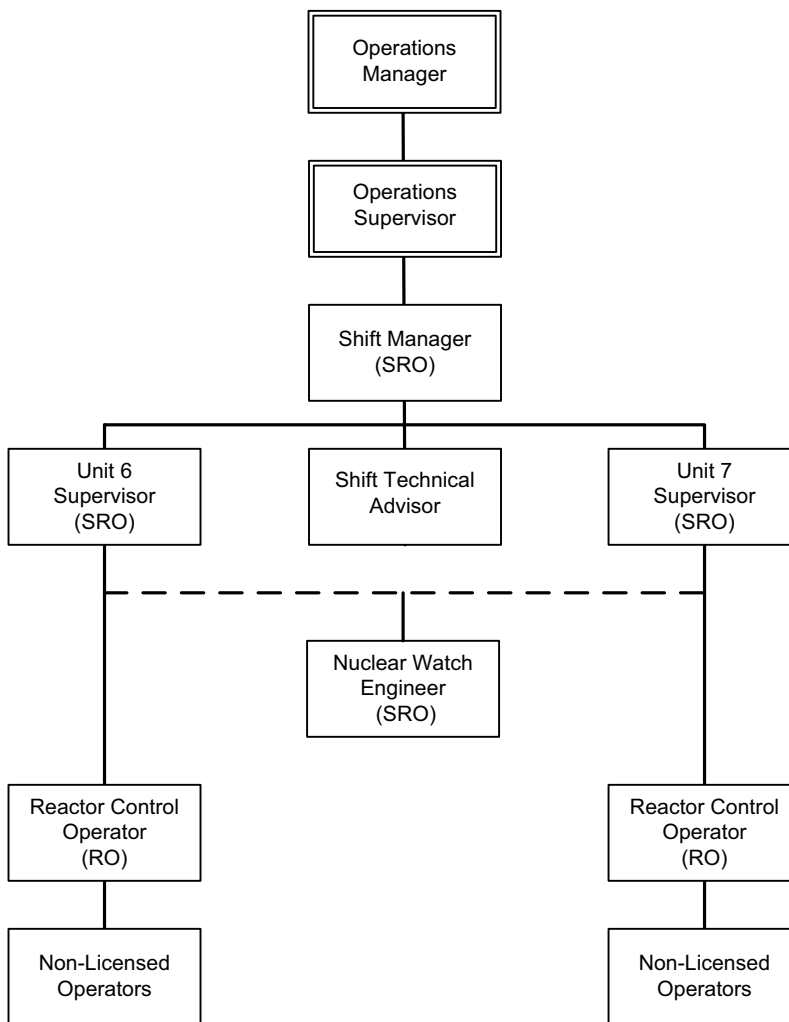 Operations
Manager
Operations
Supervisor
Shift Manager
(SRO)
Unit 6
Supervisor
(SRO)
Shift Technical
Advisor
Unit 7
Supervisor
(SRO)
Nuclear Watch
Engineer
(SRO)
Reactor Control
Operator
(RO)
Reactor Control
Operator
(RO)
Non-Licensed
Operators
Non-Licensed
Operators